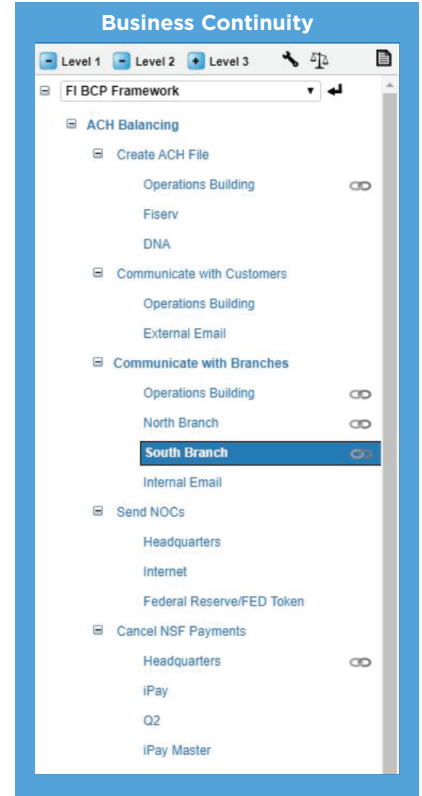 Business Continuity
Level 1 Level 2 Level 3
FI BCP Framework
ACH Balancing
Create ACH File
Operations Building
Fiserv
DNA
Communicate with Customers
Operations Building
External Email
Communicate with Branches
Operations Building
North Branch
South Branch
Internal Email
Send NOCs
Headquarters
Internet
Federal Reserve/FED Token
Cancel NSF Payments
Headquarters
iPay
Q2
iPay Master